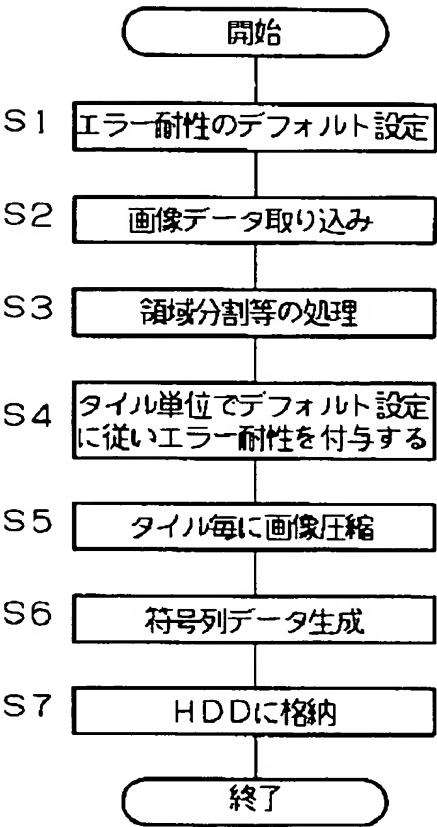 開始
S1 エラー耐性のデフォルト設定
S2 画像データ取り込み
S3 領域分割等の処理
S4 タイル単位でデフォルト設定
に従いエラー耐性を付与する
S5 タイル毎に画像圧縮
S6 符号列データ生成
S7 HDDに格納
終了